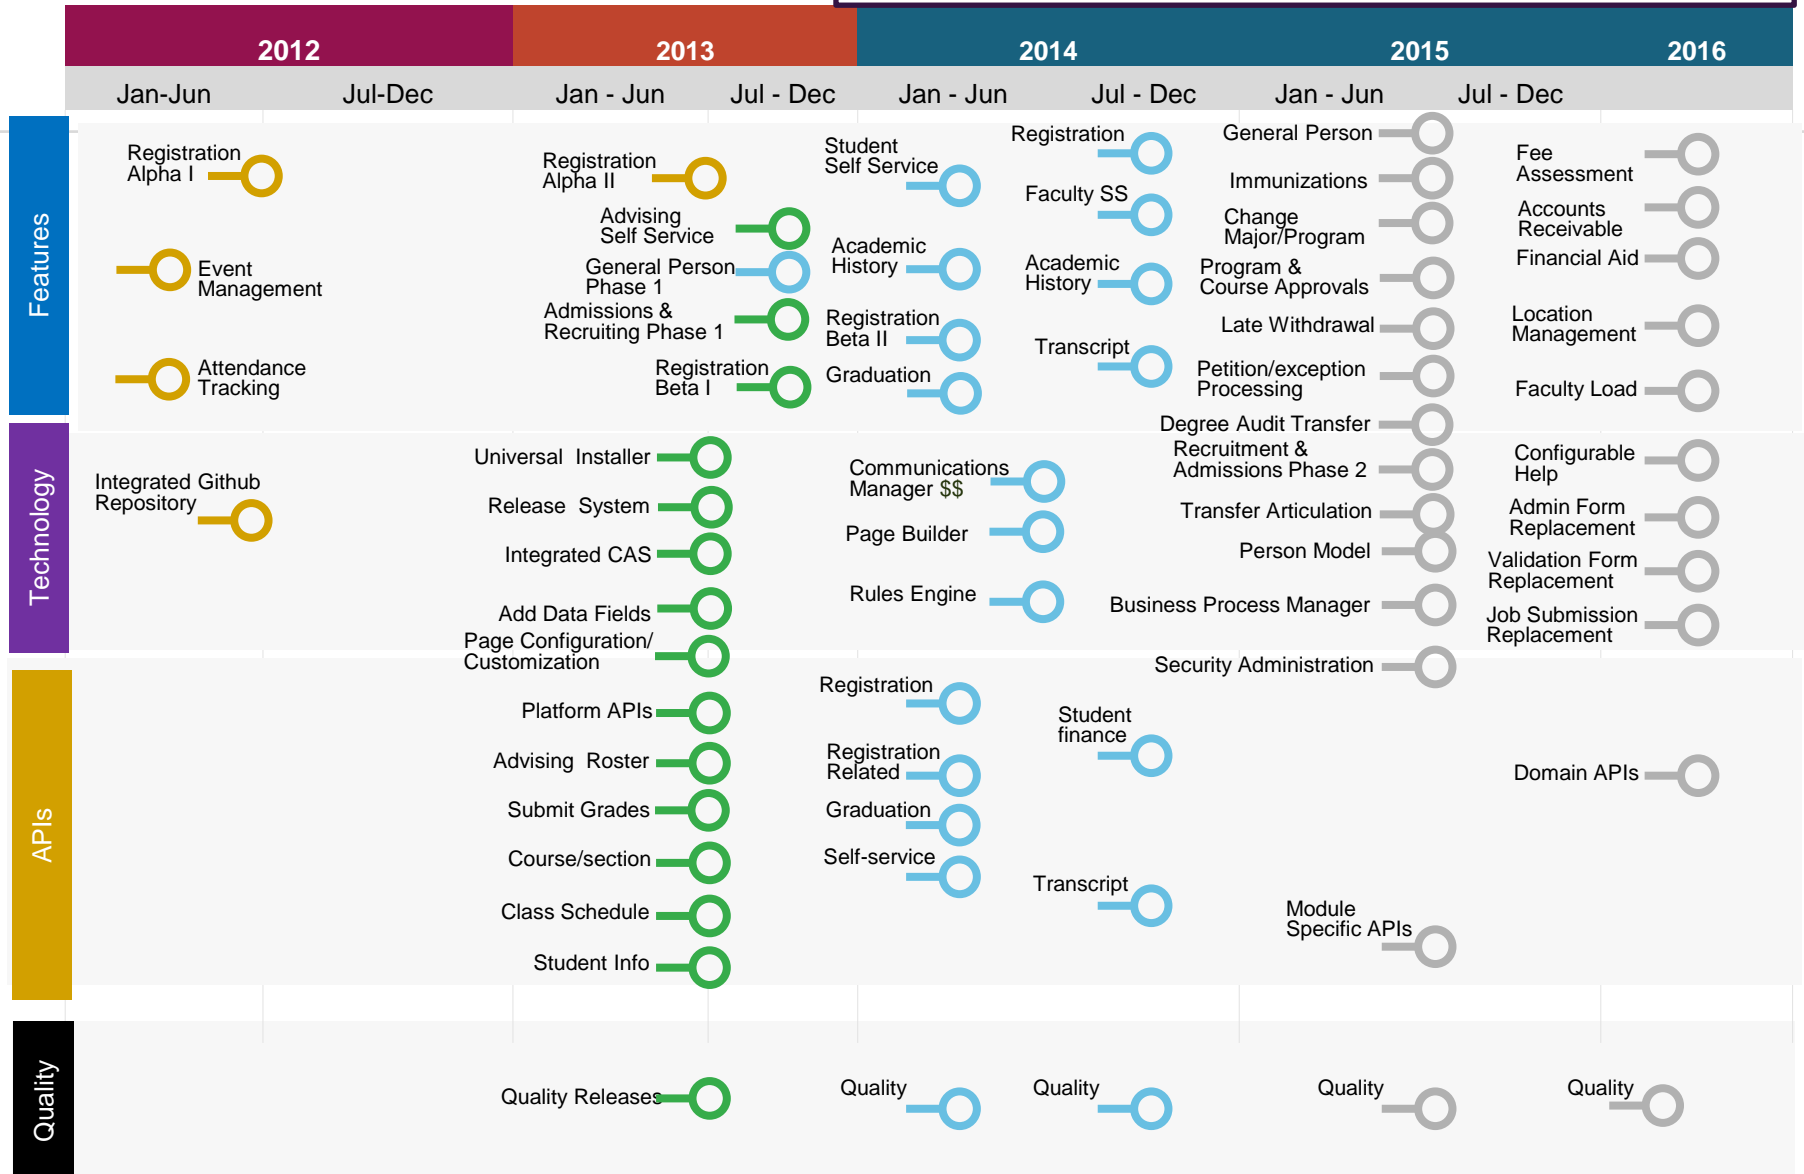 2012
2013
2014
2015
2016
Jan-Jun
Jul-Dec
Jan - Jun
Jul - Dec
Jan - Jun
Jul - Dec
Jan - Jun
Jul - Dec
Features
Registration
Alpha I
Event
Management
Attendance
Tracking
Registration
Alpha II
Advising
Self Service
General Person
Phase 1
Admissions &
Recruiting Phase 1
Registration
Beta I
Student
Self Service
Academic
History
Registration
Beta II
Graduation
Registration
Faculty SS
Academic
History
Transcript
General Person
Immunizations
Change
Major/Program
Program &
Course Approvals
Late Withdrawal
Petition/exception
Processing
Degree Audit Transfer
Recruitment &
Admissions Phase 2
Fee
Assessment
Accounts
Receivable
Financial Aid
Location
Management
Faculty Load
Technology
Integrated Github
Repository
Universal Installer
Release System
Integrated CAS
Add Data Fields
Page Configuration/
Customization
Communications
Manager $$
Page Builder
Rules Engine
Transfer Articulation
Person Model
Business Process Manager
Security Administration
Configurable
Help
Admin Form
Replacement
Validation Form
Replacement
Job Submission
Replacement
APIs
Platform APIs
Advising Roster
Submit Grades
Course/section
Class Schedule
Student Info
Registration
Registration
Related
Graduation
Self-service
Student
finance
Transcript
Module
Specific APIs
Domain APIs
Quality
Quality Releases
Quality
Quality
Quality
Quality